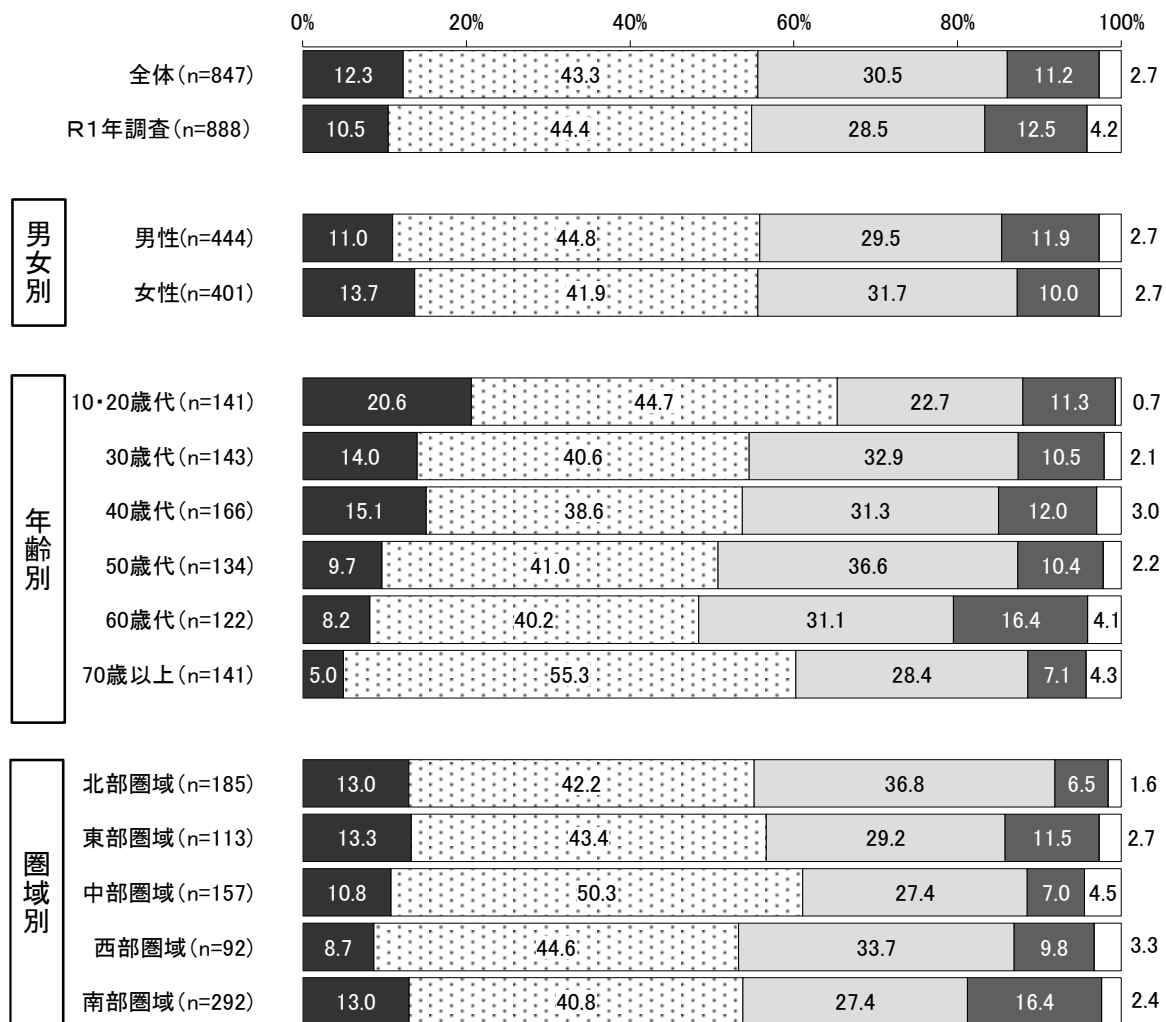 0% 20% 40% 60% 80% 100%
全体(n=847) 12.3 43.3 30.5 11.2 2.7
R1年調査(n=888) 10.5 44.4 28.5 12.5 4.2
男女別
男性(n=444) 11.0 44.8 29.5 11.9 2.7
女性(n=401) 13.7 41.9 31.7 10.0 2.7
年齢別
10・20歳代(n=141) 20.6 44.7 22.7 11.3 0.7
30歳代(n=143) 14.0 40.6 32.9 10.5 2.1
40歳代(n=166) 15.1 38.6 31.3 12.0 3.0
50歳代(n=134) 9.7 41.0 36.6 10.4 2.2
60歳代(n=122) 8.2 40.2 31.1 16.4 4.1
70歳以上(n=141) 5.0 55.3 28.4 7.1 4.3
圏域別
北部圏域(n=185) 13.0 42.2 36.8 6.5 1.6
東部圏域(n=113) 13.3 43.4 29.2 11.5 2.7
中部圏域(n=157) 10.8 50.3 27.4 7.0 4.5
西部圏域(n=92) 8.7 44.6 33.7 9.8 3.3
南部圏域(n=292) 13.0 40.8 27.4 16.4 2.4